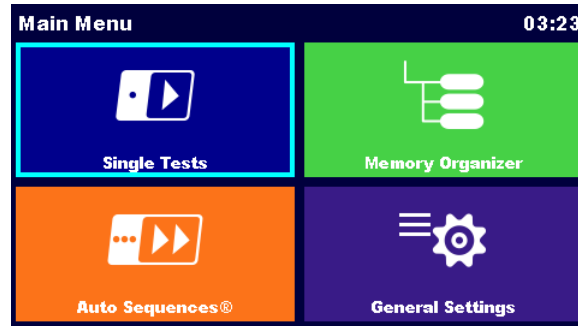 Main Menu 03:23
Single Tests
Memory Organizer
Auto Sequences®
General Settings